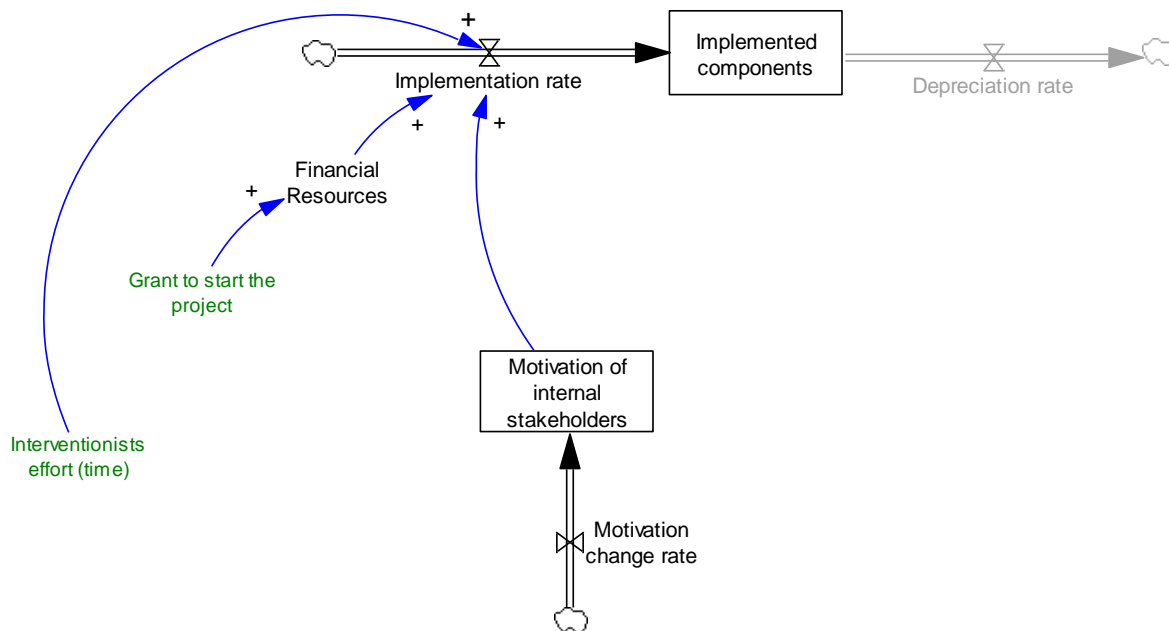 +
Implemented
components
Implementation rate
Depreciation rate
+
+
Financial
Resources
+
Grant to start the
project
Motivation of
internal
stakeholders
Interventionists
effort (time)
Motivation
change rate